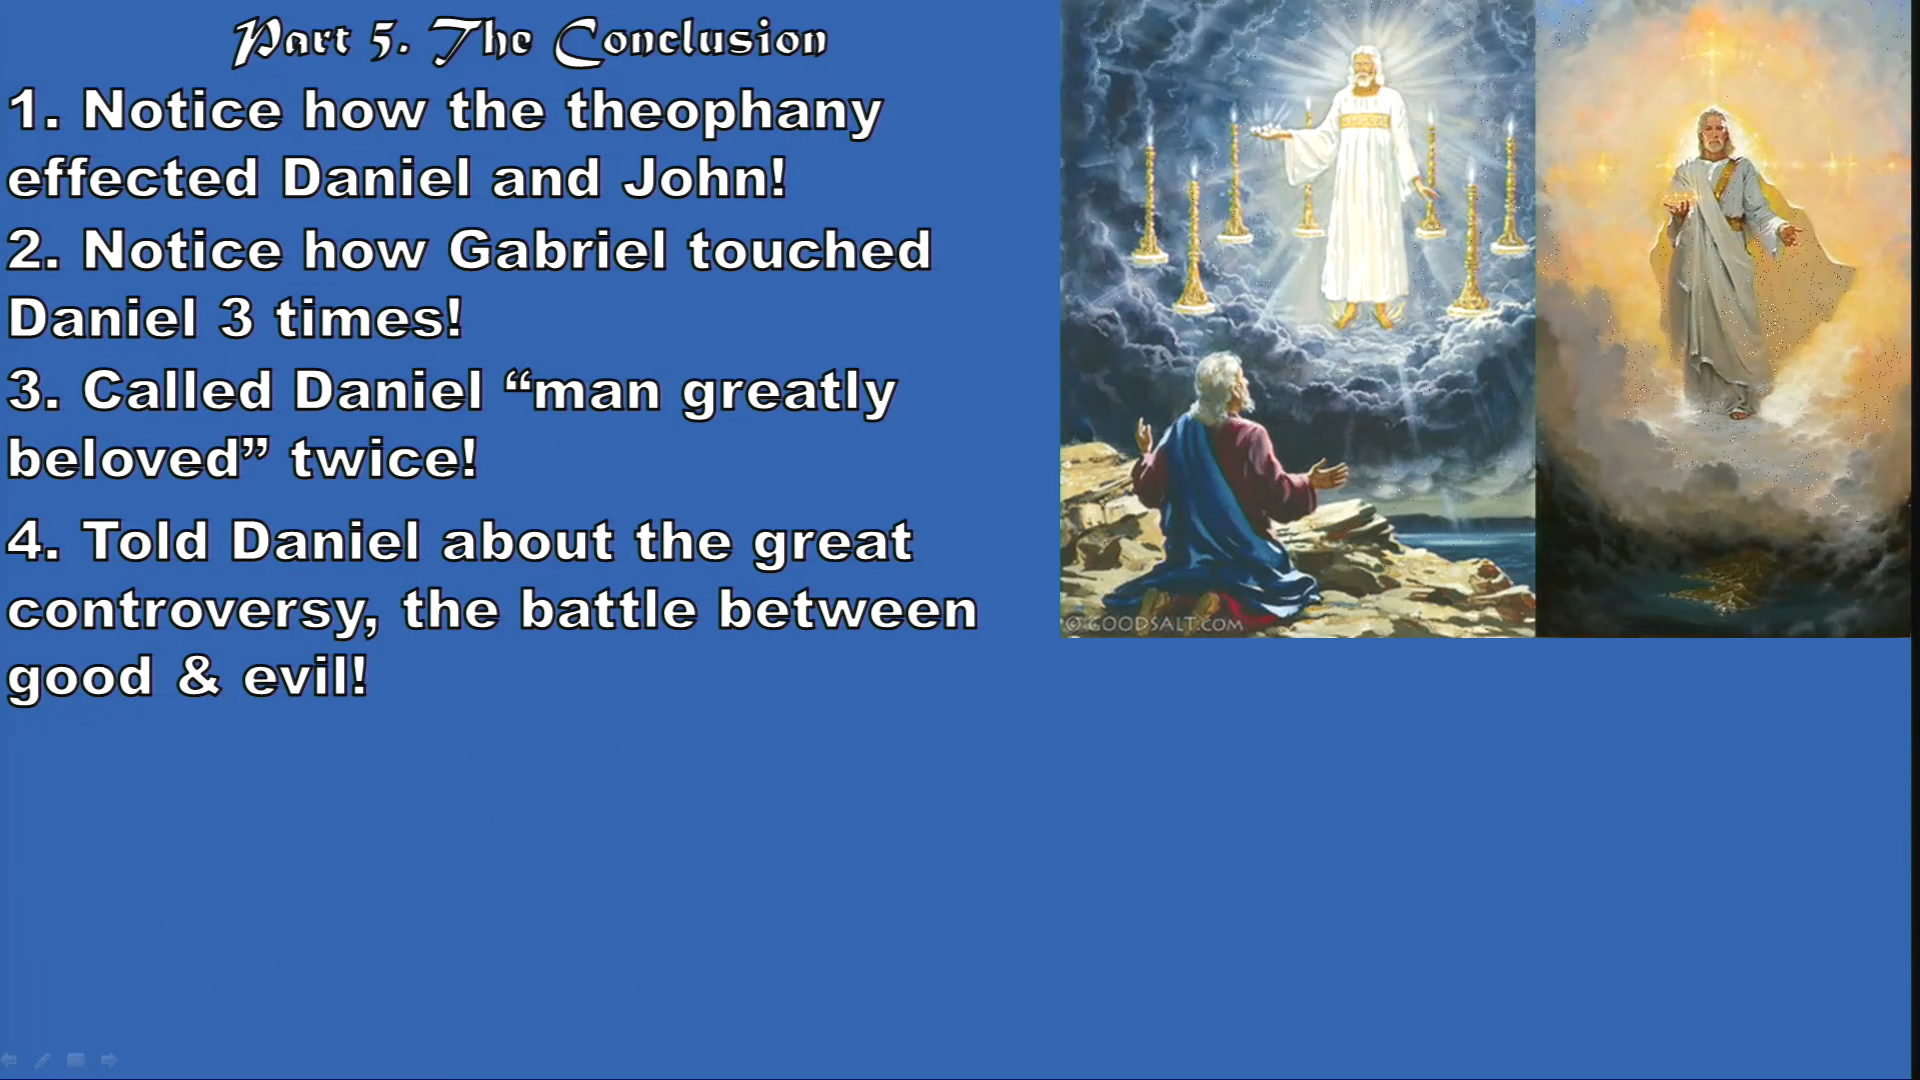 Part 5. The Conclusion
1. Notice how the theophany
effected Daniel and John!
2. Notice how Gabriel touched
Daniel 3 times!
3. Called Daniel “man greatly
beloved” twice!
4. Told Daniel about the great
controversy, the battle between
good & evil!
© GOODSALT.COM